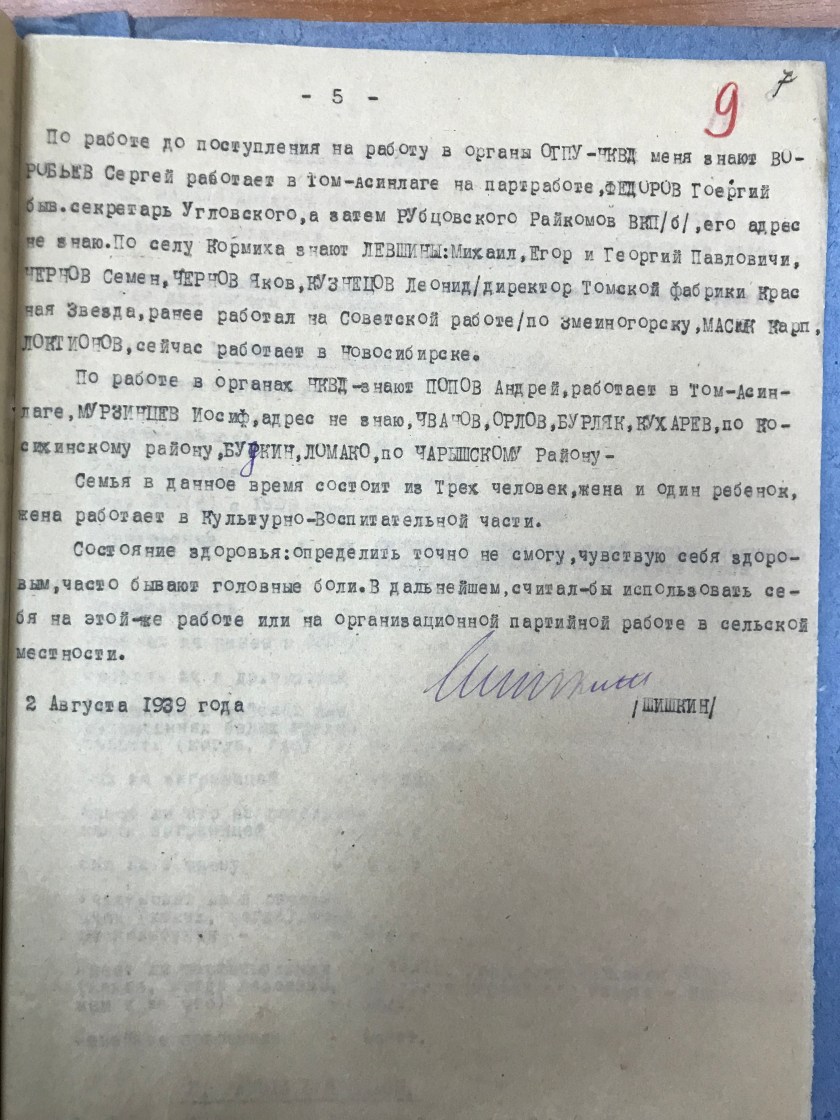 - 5 -
9
7
По работе до поступления на работу в органы ОГПУ-НКВД меня знают ВО-
РОБЬЕВ Сергей работает в Том-Асинлаге на партработе,ФЕДОРОВ Гоергий
быв.секретарь Угловского,а затем РУбцовского Райкомов ВКП/б/,его адрес
не знаю.По селу Кормиха знают ЛЕВШИНЫ:Михаил,Егор и Георгий Павловичи,
ЧЕРНОВ Семен,ЧЕРНОВ Яков,КУЗНЕЦОВ Леонид/директор Томской фабрики Крас
ная Звезда,ранее работал на Советской работе/по Змеиногорску,МАСИК Карп,
ЛОКТИОНОВ,сейчас работает в Новосибирске.
По работе в органах НКВД-знают ПОПОВ Андрей,работает в Том-Асин-
лаге,МУРЗИНЦЕВ Иосиф,адрес не знаю,ЧВАНОВ,ОРЛОВ,БУРЛЯК,КУХАРЕВ,по Ко-
сихинскому району,БУРКИН,ЛОМАКО,по ЧАРЫШСКОМУ Району-
Семья в дачное время состоит из Трех человек,жена и один ребенок,
жена работает в Культурно-Воспитательной части.
Состояние здоровья:определить точно не смогу,чувствую себя здоро-
вым,часто бывают головные боли.В дальнейшем,считал-бы использовать се-
бя на этой-же работе или на организационной партийной работе в сельской
местности.
2 Августа 1939 года
/ШИШКИН/